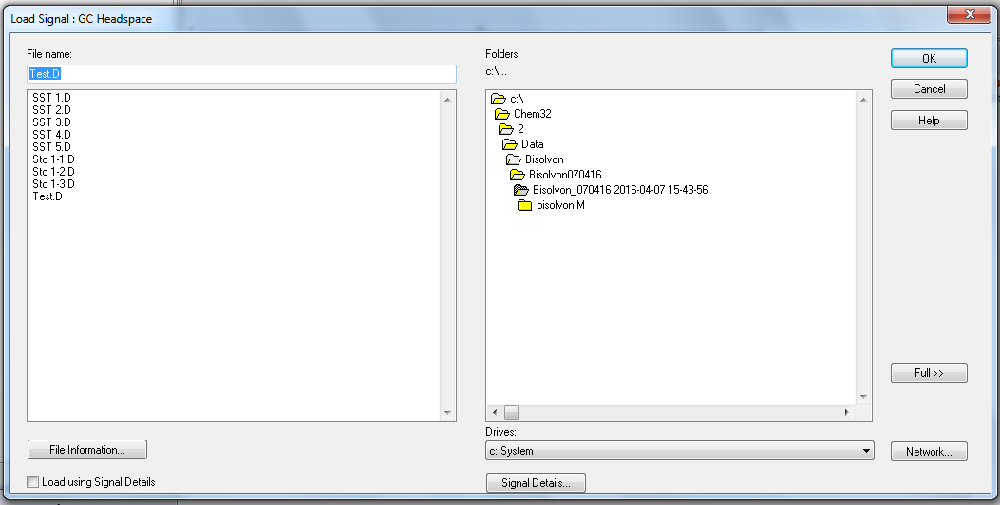 Load Signal : GC Headspace
File name:
Test.D
SST 1.D
SST 2.D
SST 3.D
SST 4.D
SST 5.D
Std 1-1.D
Std 1-2.D
Std 1-3.D
Test.D
File Information...
Load using Signal Details
Folders:
c:\...
c:\
Chem32
2
Data
Bisolvon
Bisolvon070416
Bisolvon_070416 2016-04-07 15-43-56
bisolvon.M
Drives:
c: System
Signal Details...
OK
Cancel
Help
Full >>
Network...